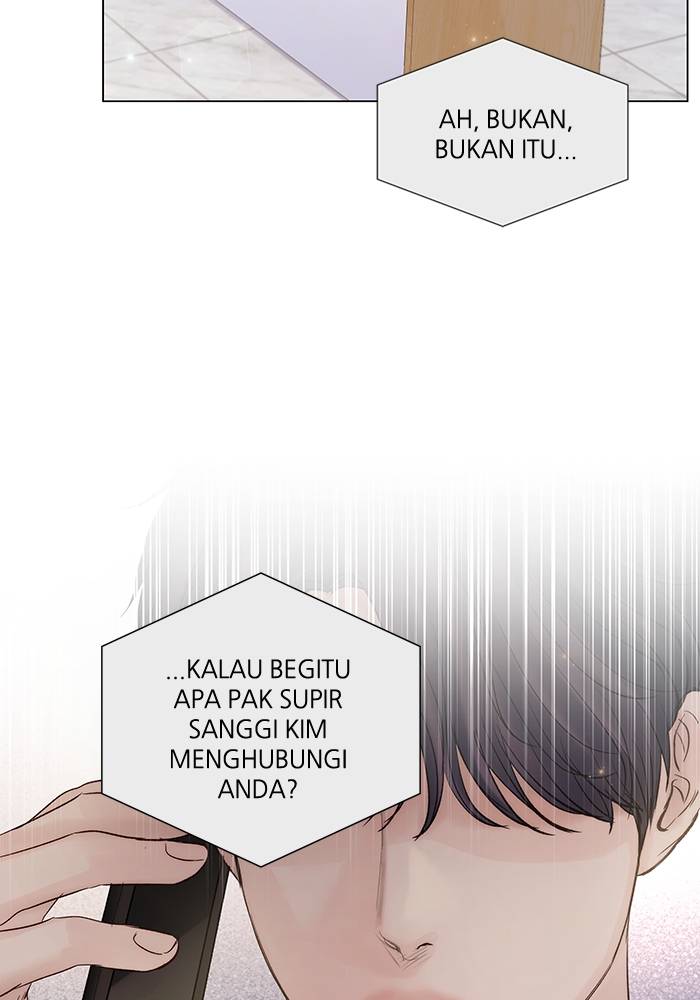 AH, BUKAN,
BUKAN ITU...
...KALAU BEGITU
APA PAK SUPIR
SANGGI KIM
MENGHUBUNGI
ANDA?